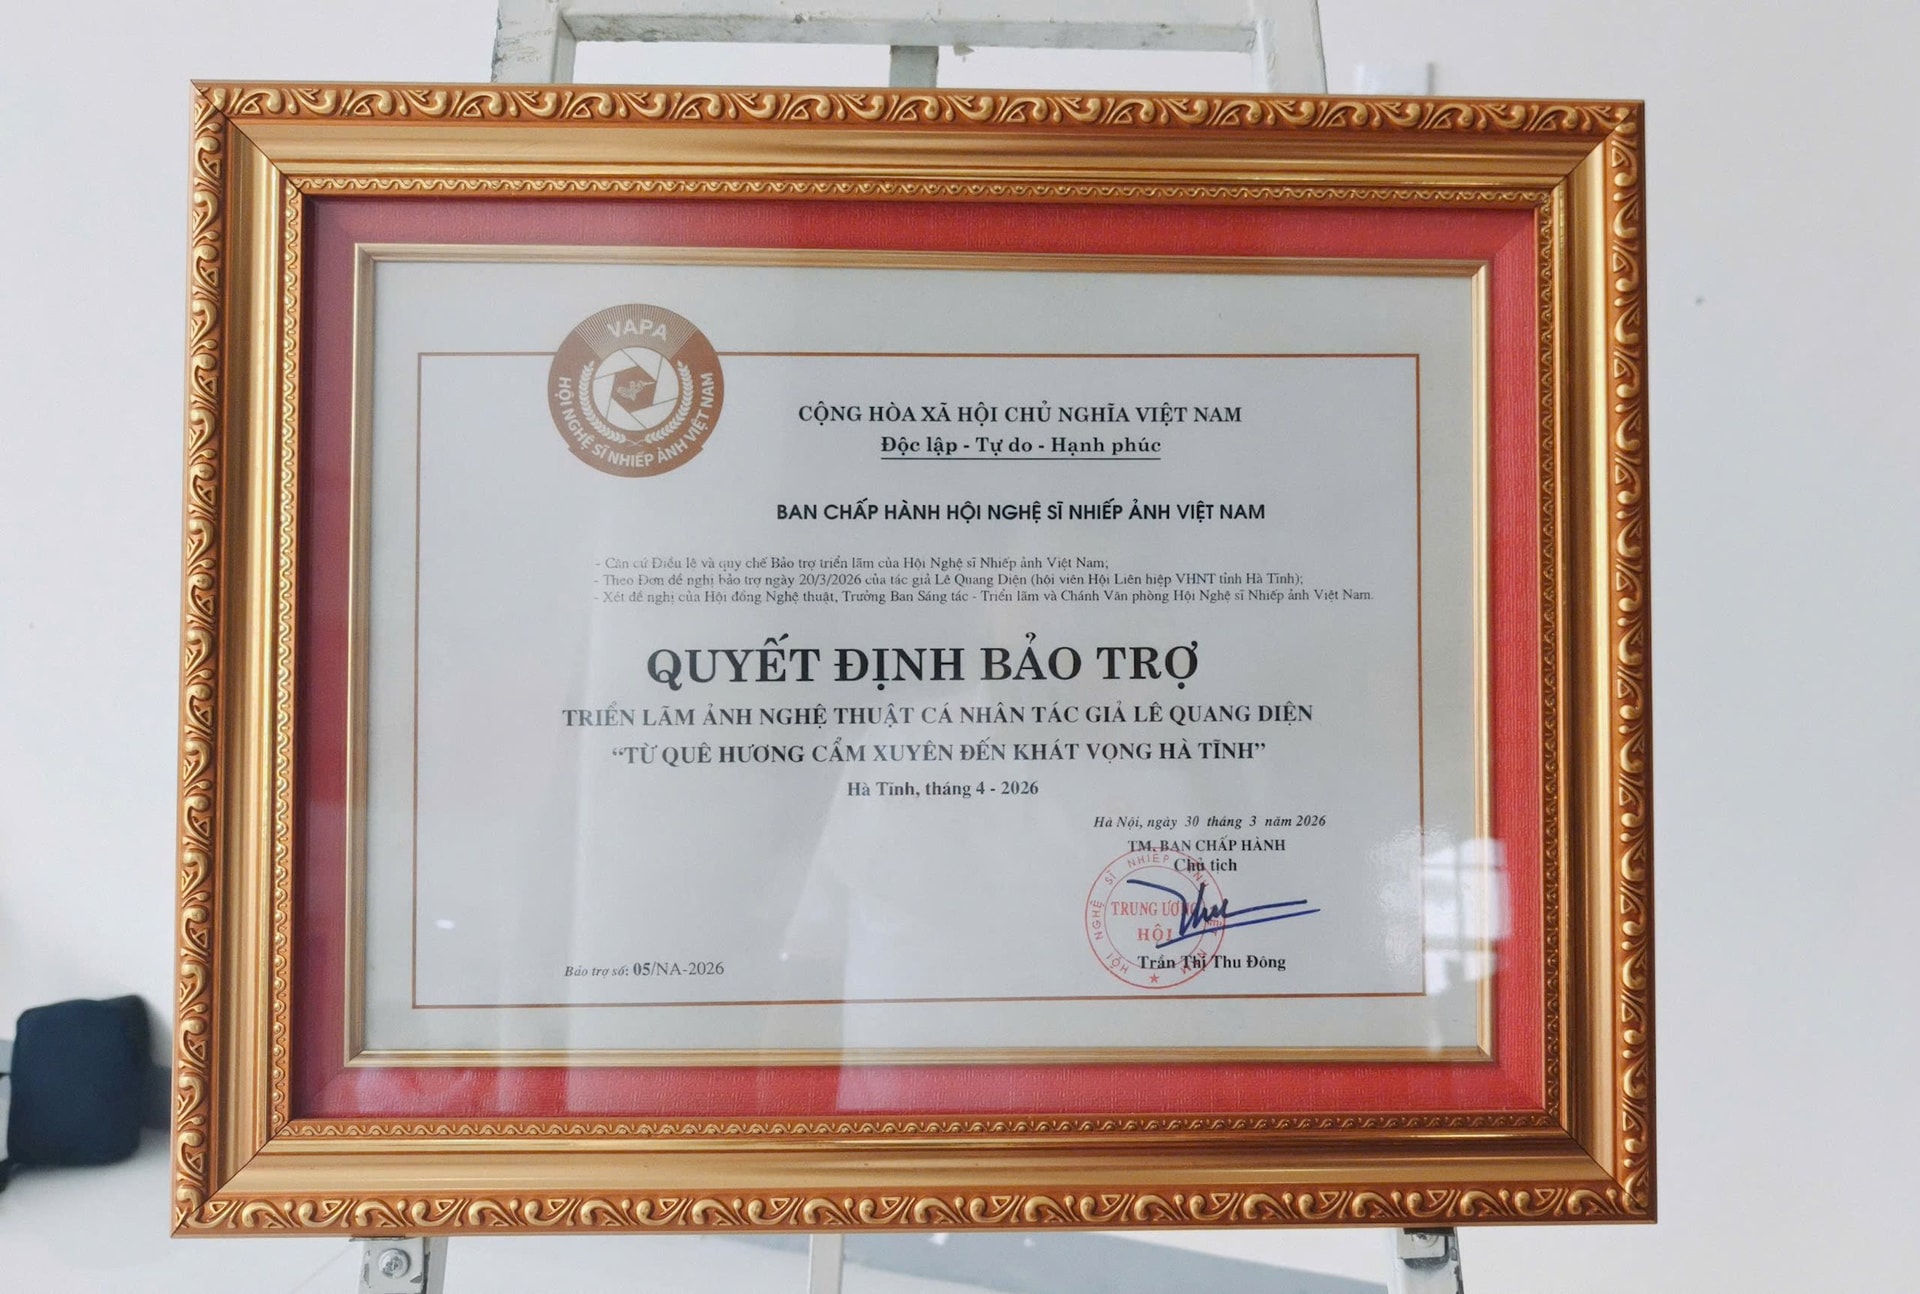 VAPA
HỘI NGHỆ SĨ NHIẾP ẢNH VIỆT NAM
CỘNG HÒA XÃ HỘI CHỦ NGHĨA VIỆT NAM
Độc lập - Tự do - Hạnh phúc
BAN CHẤP HÀNH HỘI NGHỆ SĨ NHIẾP ẢNH VIỆT NAM
- Căn cứ Điều lệ và quy chế Bảo trợ triển lãm của Hội Nghệ sĩ Nhiếp ảnh Việt Nam;
- Theo Đơn đề nghị bảo trợ ngày 20/3/2026 của tác giả Lê Quang Diện (hội viên Hội Liên hiệp VHNT tỉnh Hà Tĩnh);
- Xét đề nghị của Hội đồng Nghệ thuật, Trưởng Ban Sáng tác - Triển lãm và Chánh Văn phòng Hội Nghệ sĩ Nhiếp ảnh Việt Nam.
QUYẾT ĐỊNH BẢO TRỢ
TRIỂN LÃM ẢNH NGHỆ THUẬT CÁ NHÂN TÁC GIẢ LÊ QUANG DIỆN
“TỪ QUÊ HƯƠNG CẨM XUYÊN ĐẾN KHÁT VỌNG HÀ TĨNH”
Hà Tĩnh, tháng 4 - 2026
Hà Nội, ngày 30 tháng 3 năm 2026
TM. BAN CHẤP HÀNH
Chủ tịch
HỘI NGHỆ SĨ NHIẾP
TRUNG ƯƠNG
HỘI
Trần Thị Thu Đông
Bảo trợ số: 05/NA-2026